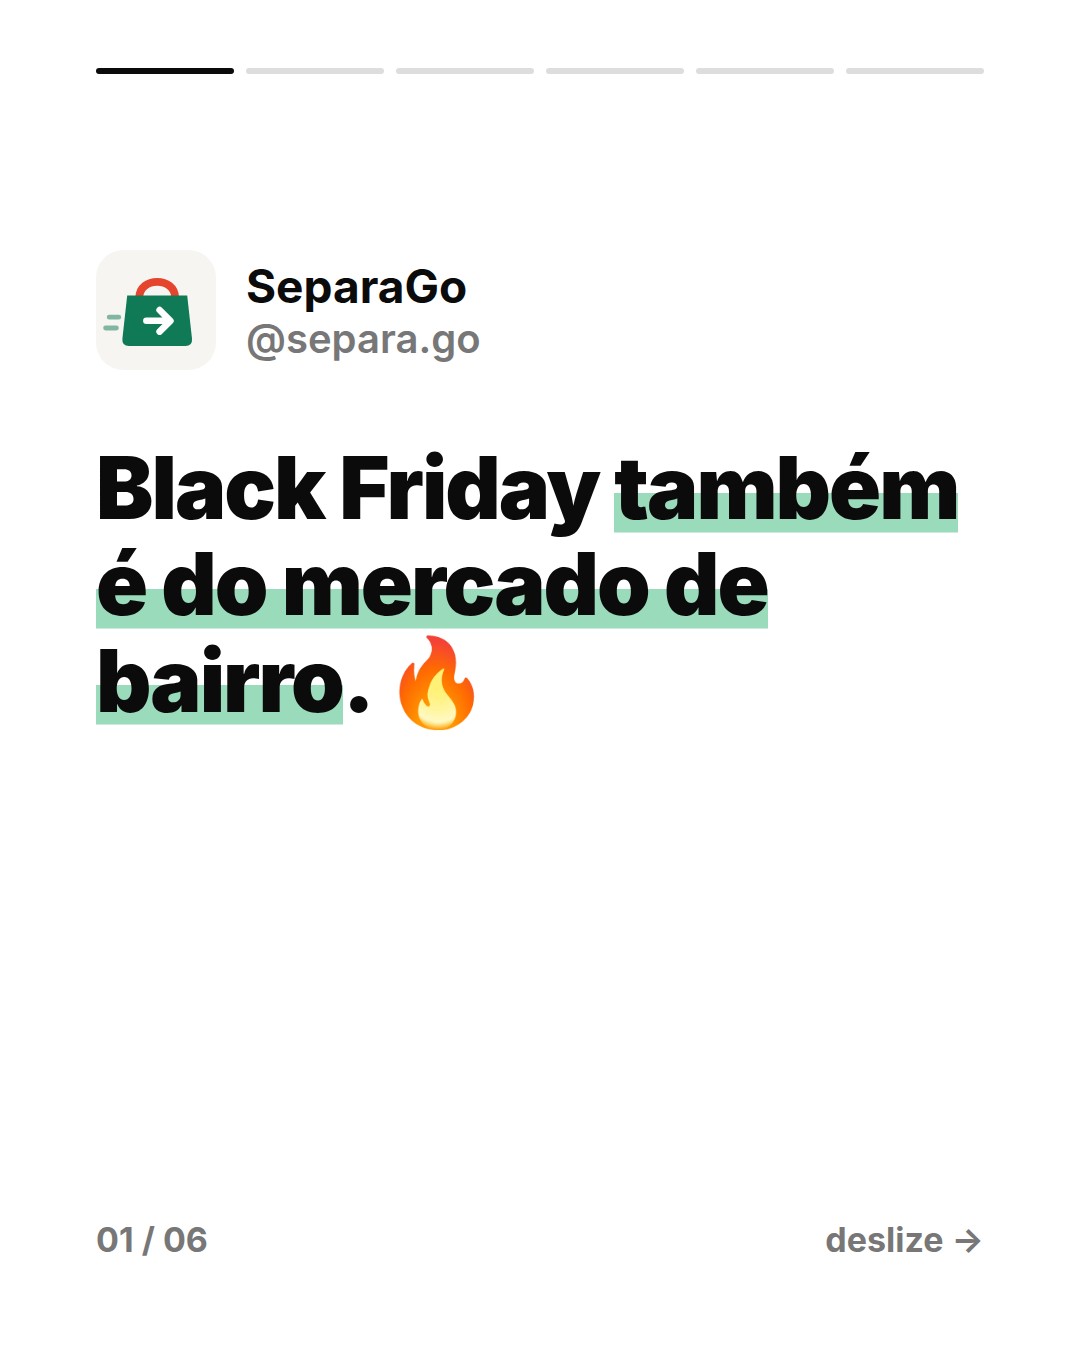 SeparaGo
@separa.go
Black Friday também
é do mercado de
bairro. 🔥
01 / 06
deslize →